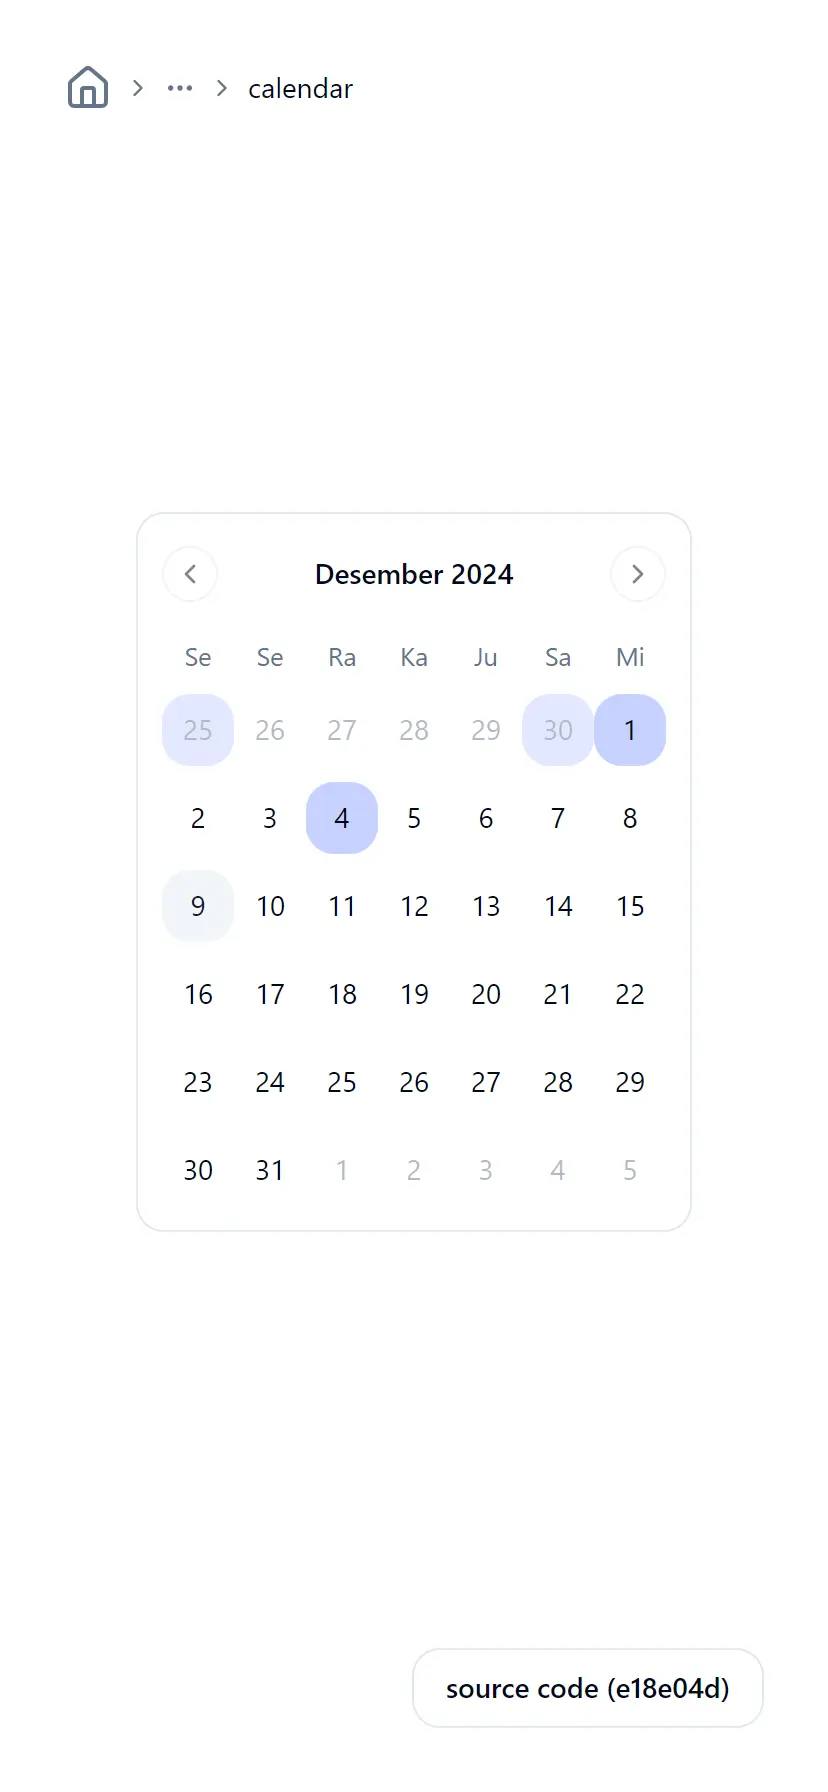 calendar
Desember 2024
Se Se Ra Ka Ju Sa Mi
25 26 27 28 29 30 1
2 3 4 5 6 7 8
9 10 11 12 13 14 15
16 17 18 19 20 21 22
23 24 25 26 27 28 29
30 31 1 2 3 4 5
source code (e18e04d)